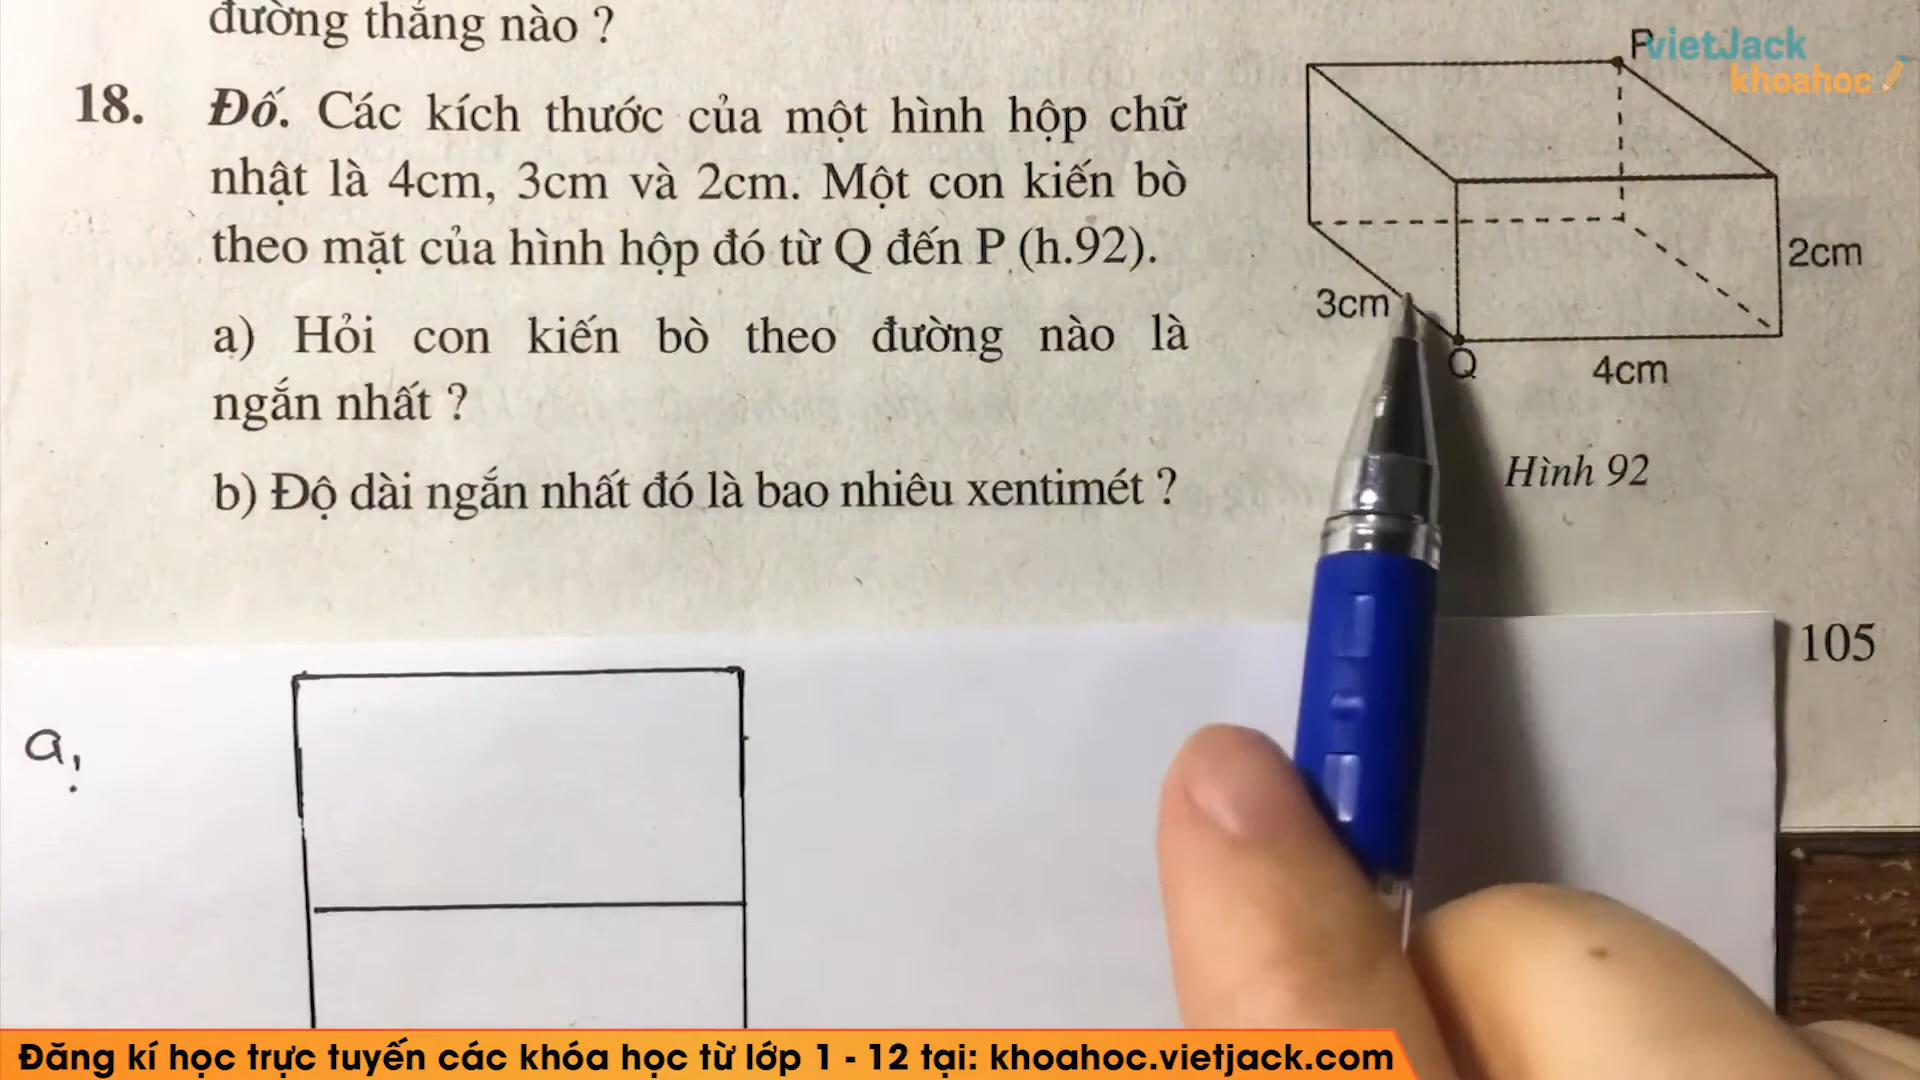 đường thẳng nào ?
18. Đố. Các kích thước của một hình hộp chữ
nhật là 4cm, 3cm và 2cm. Một con kiến bò
theo mặt của hình hộp đó từ Q đến P (h.92).
a) Hỏi con kiến bò theo đường nào là
ngắn nhất ?
b) Độ dài ngắn nhất đó là bao nhiêu xentimét ?
P
vietJack
khoahoc
2cm
3cm
Q
4cm
Hình 92
105
a,
Đăng kí học trực tuyến các khóa học từ lớp 1 - 12 tại: khoahoc.vietjack.com